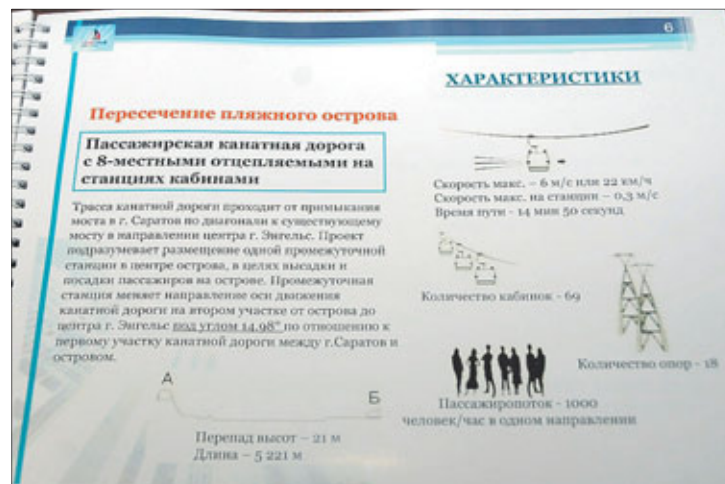 6
ХАРАКТЕРИСТИКИ
Пересечение пляжного острова
Пассажирская канатная дорога
с 8-местными отцепляемыми на
станциях кабинами
Трасса канатной дороги проходит от примыкания
моста в г. Саратов по диагонали к существующему
мосту в направлении центра г. Энгельс. Проект
подразумевает размещение одной промежуточной
станции в центре острова, в целях высадки и
посадки пассажиров на острове. Промежуточная
станция меняет направление оси движения
канатной дороги на втором участке от острова до
центра г. Энгельс под углом 14,98° по отношению к
первому участку канатной дороги между г.Саратов и
островом.
А
Б
Перепад высот – 21 м
Длина – 5 221 м
Скорость макс. – 6 м/с или 22 км/ч
Скорость макс. на станции – 0,3 м/с
Время пути - 14 мин 50 секунд
Количество кабинок - 69
Количество опор - 18
Пассажиропоток - 1000
человек/час в одном направлении